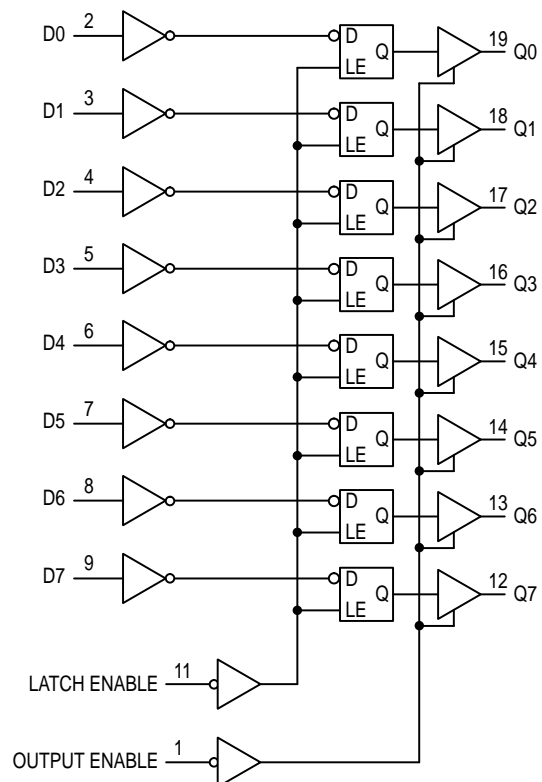 D0 2 D Q LE 19 Q0
D1 3 D Q LE 18 Q1
D2 4 D Q LE 17 Q2
D3 5 D Q LE 16 Q3
D4 6 D Q LE 15 Q4
D5 7 D Q LE 14 Q5
D6 8 D Q LE 13 Q6
D7 9 D Q LE 12 Q7
LATCH ENABLE 11
OUTPUT ENABLE 1